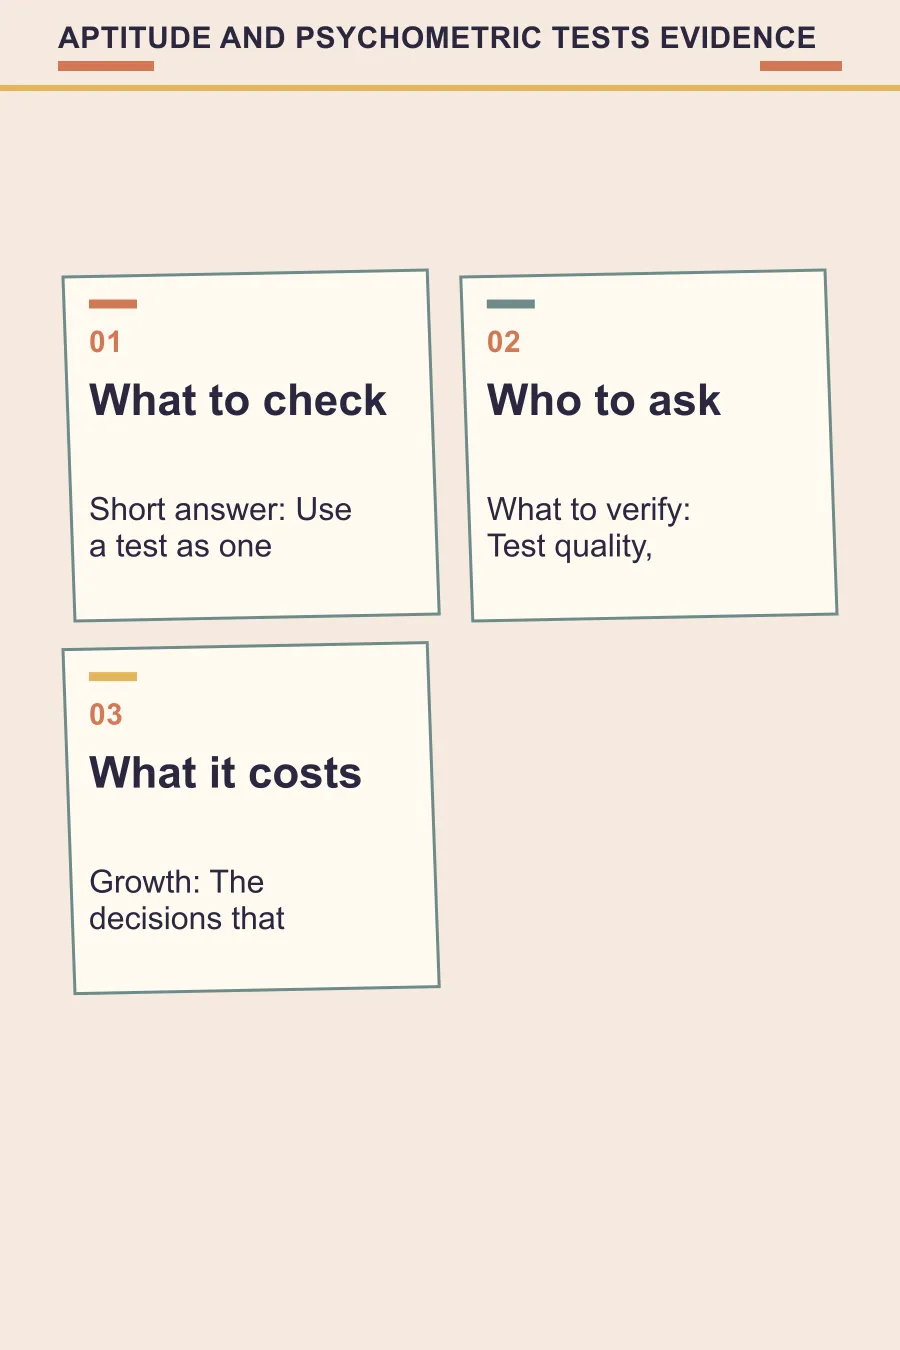 APTITUDE AND PSYCHOMETRIC TESTS EVIDENCE
01
What to check
Short answer: Use
a test as one
02
Who to ask
What to verify:
Test quality,
03
What it costs
Growth: The
decisions that